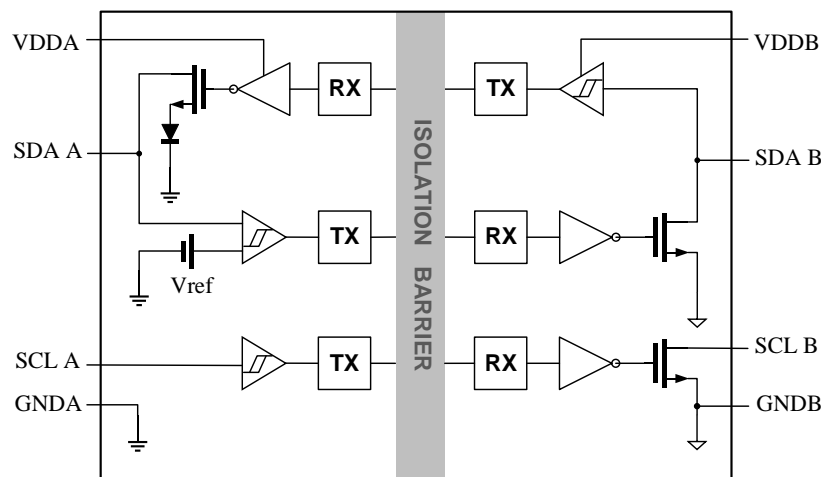 VDDA
VDDB
RX
TX
SDA A
SDA B
ISOLATION BARRIER
TX
RX
Vref
SCL A
TX
RX
SCL B
GNDA
GNDB